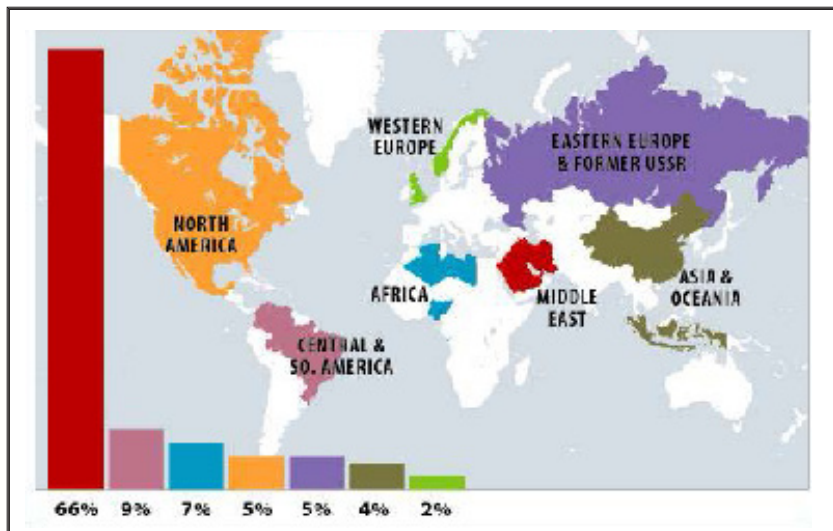 WESTERN
EUROPE
EASTERN EUROPE
& FORMER USSR
NORTH
AMERICA
AFRICA
MIDDLE
EAST
ASIA &
OCEANIA
CENTRAL &
SO. AMERICA
66% 9% 7% 5% 5% 4% 2%